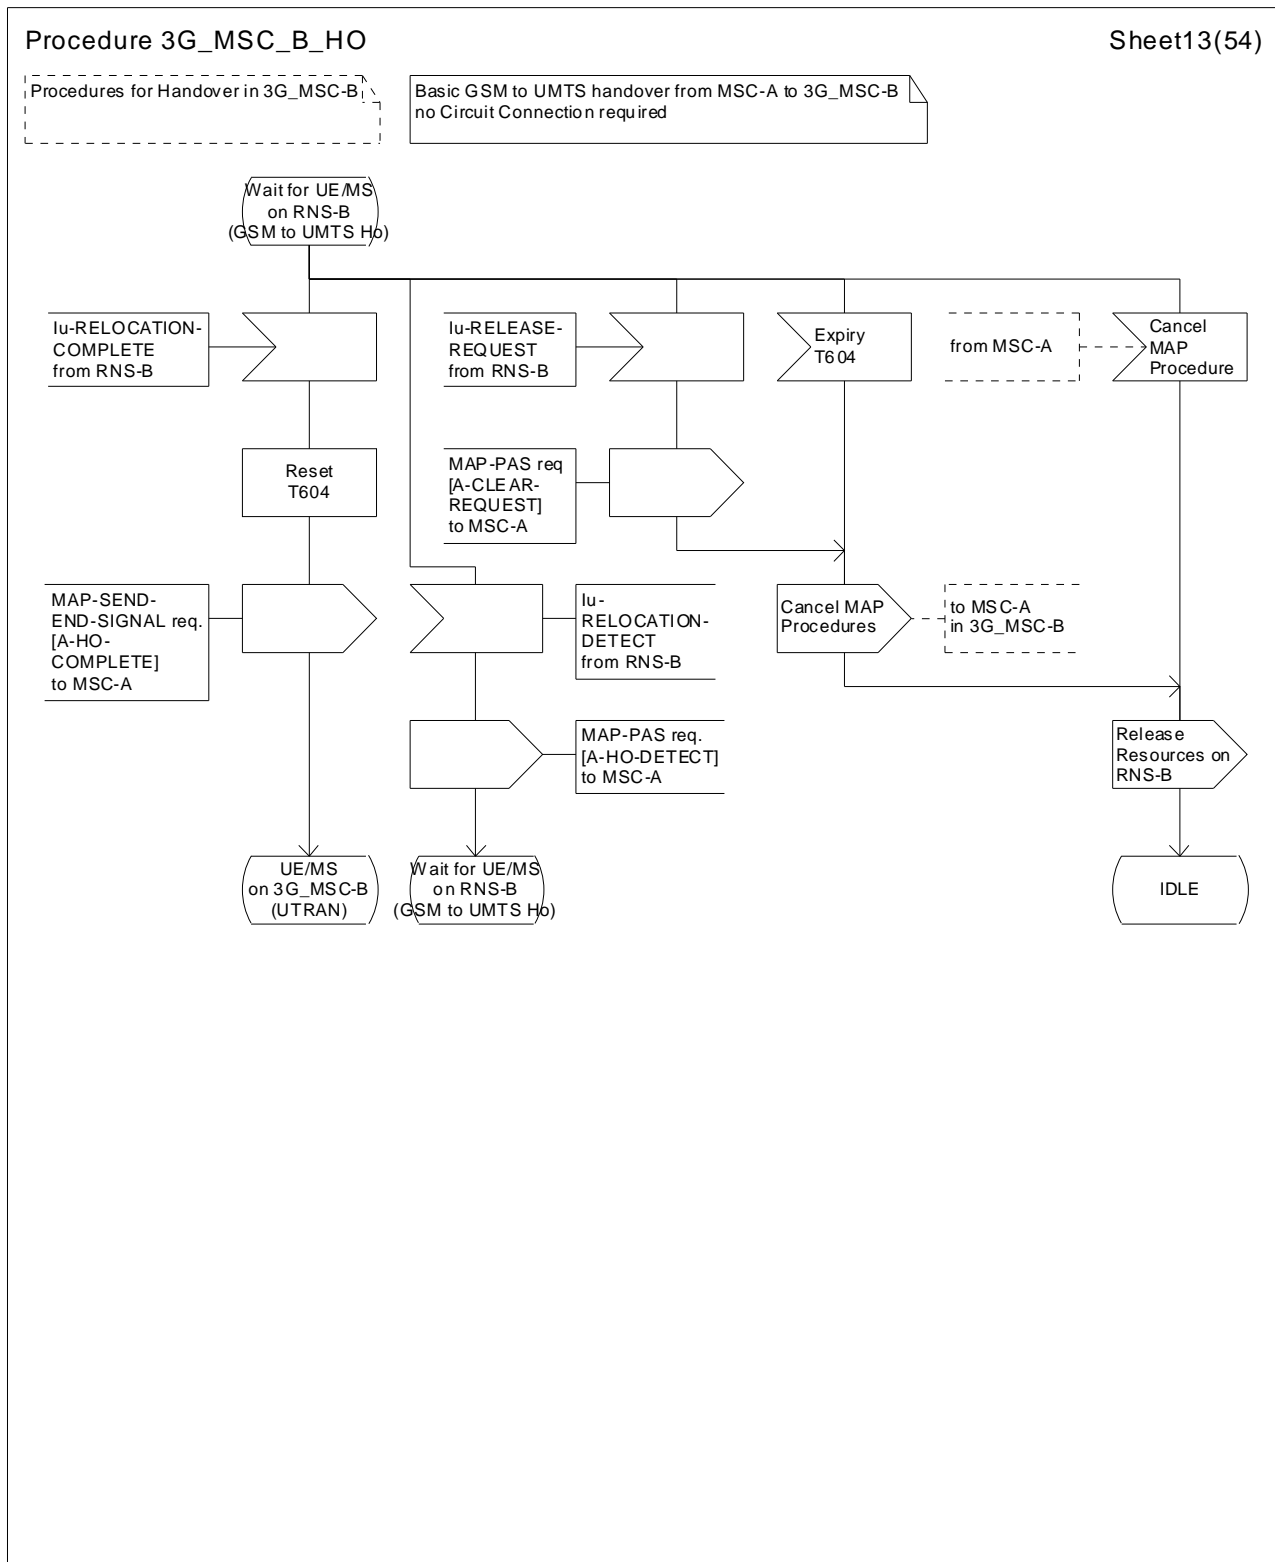 Procedure 3G_MSC_B_HO
Sheet13(54)
Procedures for Handover in 3G_MSC-B
Basic GSM to UMTS handover from MSC-A to 3G_MSC-B
no Circuit Connection required
Wait for UE/MS
on RNS-B
(GSM to UMTS Ho)
Iu-RELOCATION-
COMPLETE
from RNS-B
Iu-RELEASE-
REQUEST
from RNS-B
Expiry
T604
from MSC-A
Cancel
MAP
Procedure
Reset
T604
MAP-PAS req
[A-CLEAR-
REQUEST]
to MSC-A
MAP-SEND-
END-SIGNAL req.
[A-HO-
COMPLETE]
to MSC-A
Iu-
RELOCATION-
DETECT
from RNS-B
Cancel MAP
Procedures
to MSC-A
in 3G_MSC-B
MAP-PAS req.
[A-HO-DETECT]
to MSC-A
Release
Resources on
RNS-B
UE/MS
on 3G_MSC-B
(UTRAN)
Wait for UE/MS
on RNS-B
(GSM to UMTS Ho)
IDLE